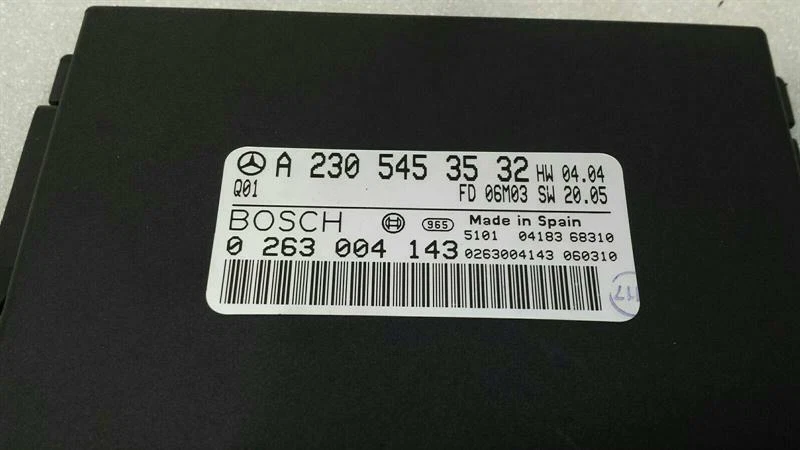 A 230 545 35 32 HW 04.04
Q01 FD 06M03 SW 20.05
BOSCH 965 Made in Spain
5101 04183 68310
0 263 004 143 0263004143 060310
117